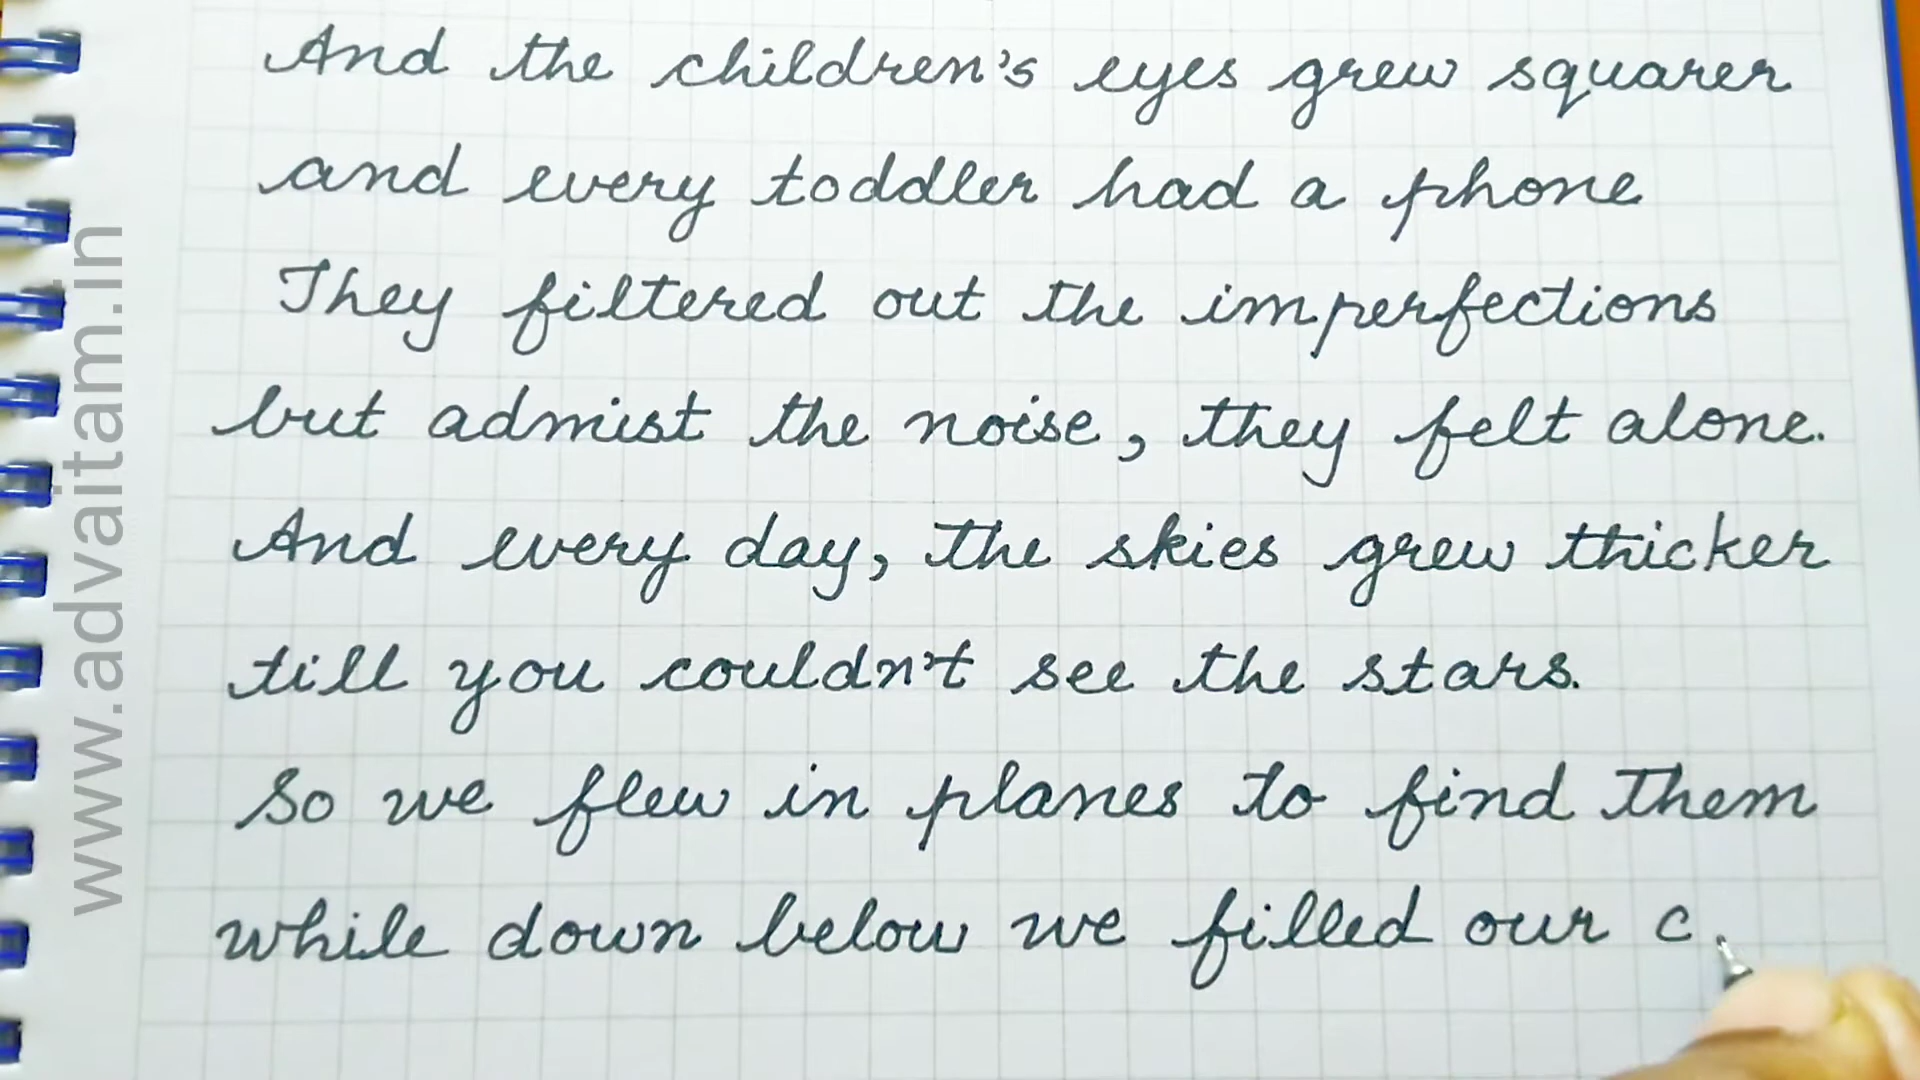 And the children's eyes grew squarer
and every toddler had a phone
They filtered out the imperfections
but admist the noise, they felt alone.
And every day, the skies grew thicker
till you couldn't see the stars.
So we flew in planes to find them
while down below we filled our c
www.advaitam.in